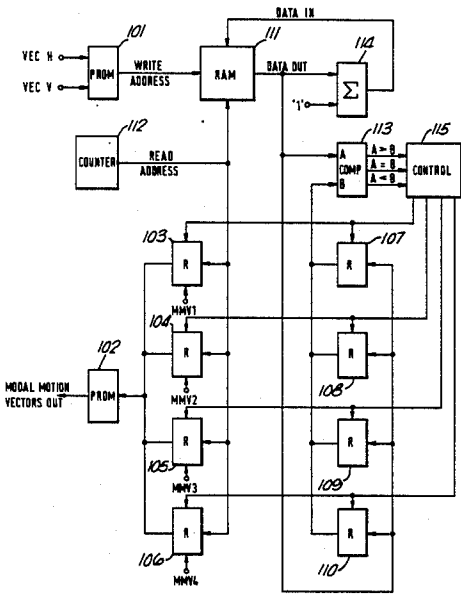 DATA IN
101
111
114
VEC H
PROM
WRITE
ADDRESS
RAM
DATA OUT
Σ
VEC V
'1'
112
113
115
COUNTER
READ
ADDRESS
A
COMP
B
A > B
A = B
A < B
CONTROL
103
R
MMV1
107
R
104
R
MMV2
R
108
102
MODAL MOTION
VECTORS OUT
PROM
R
105
MMV3
R
109
R
106
MMV4
R
110